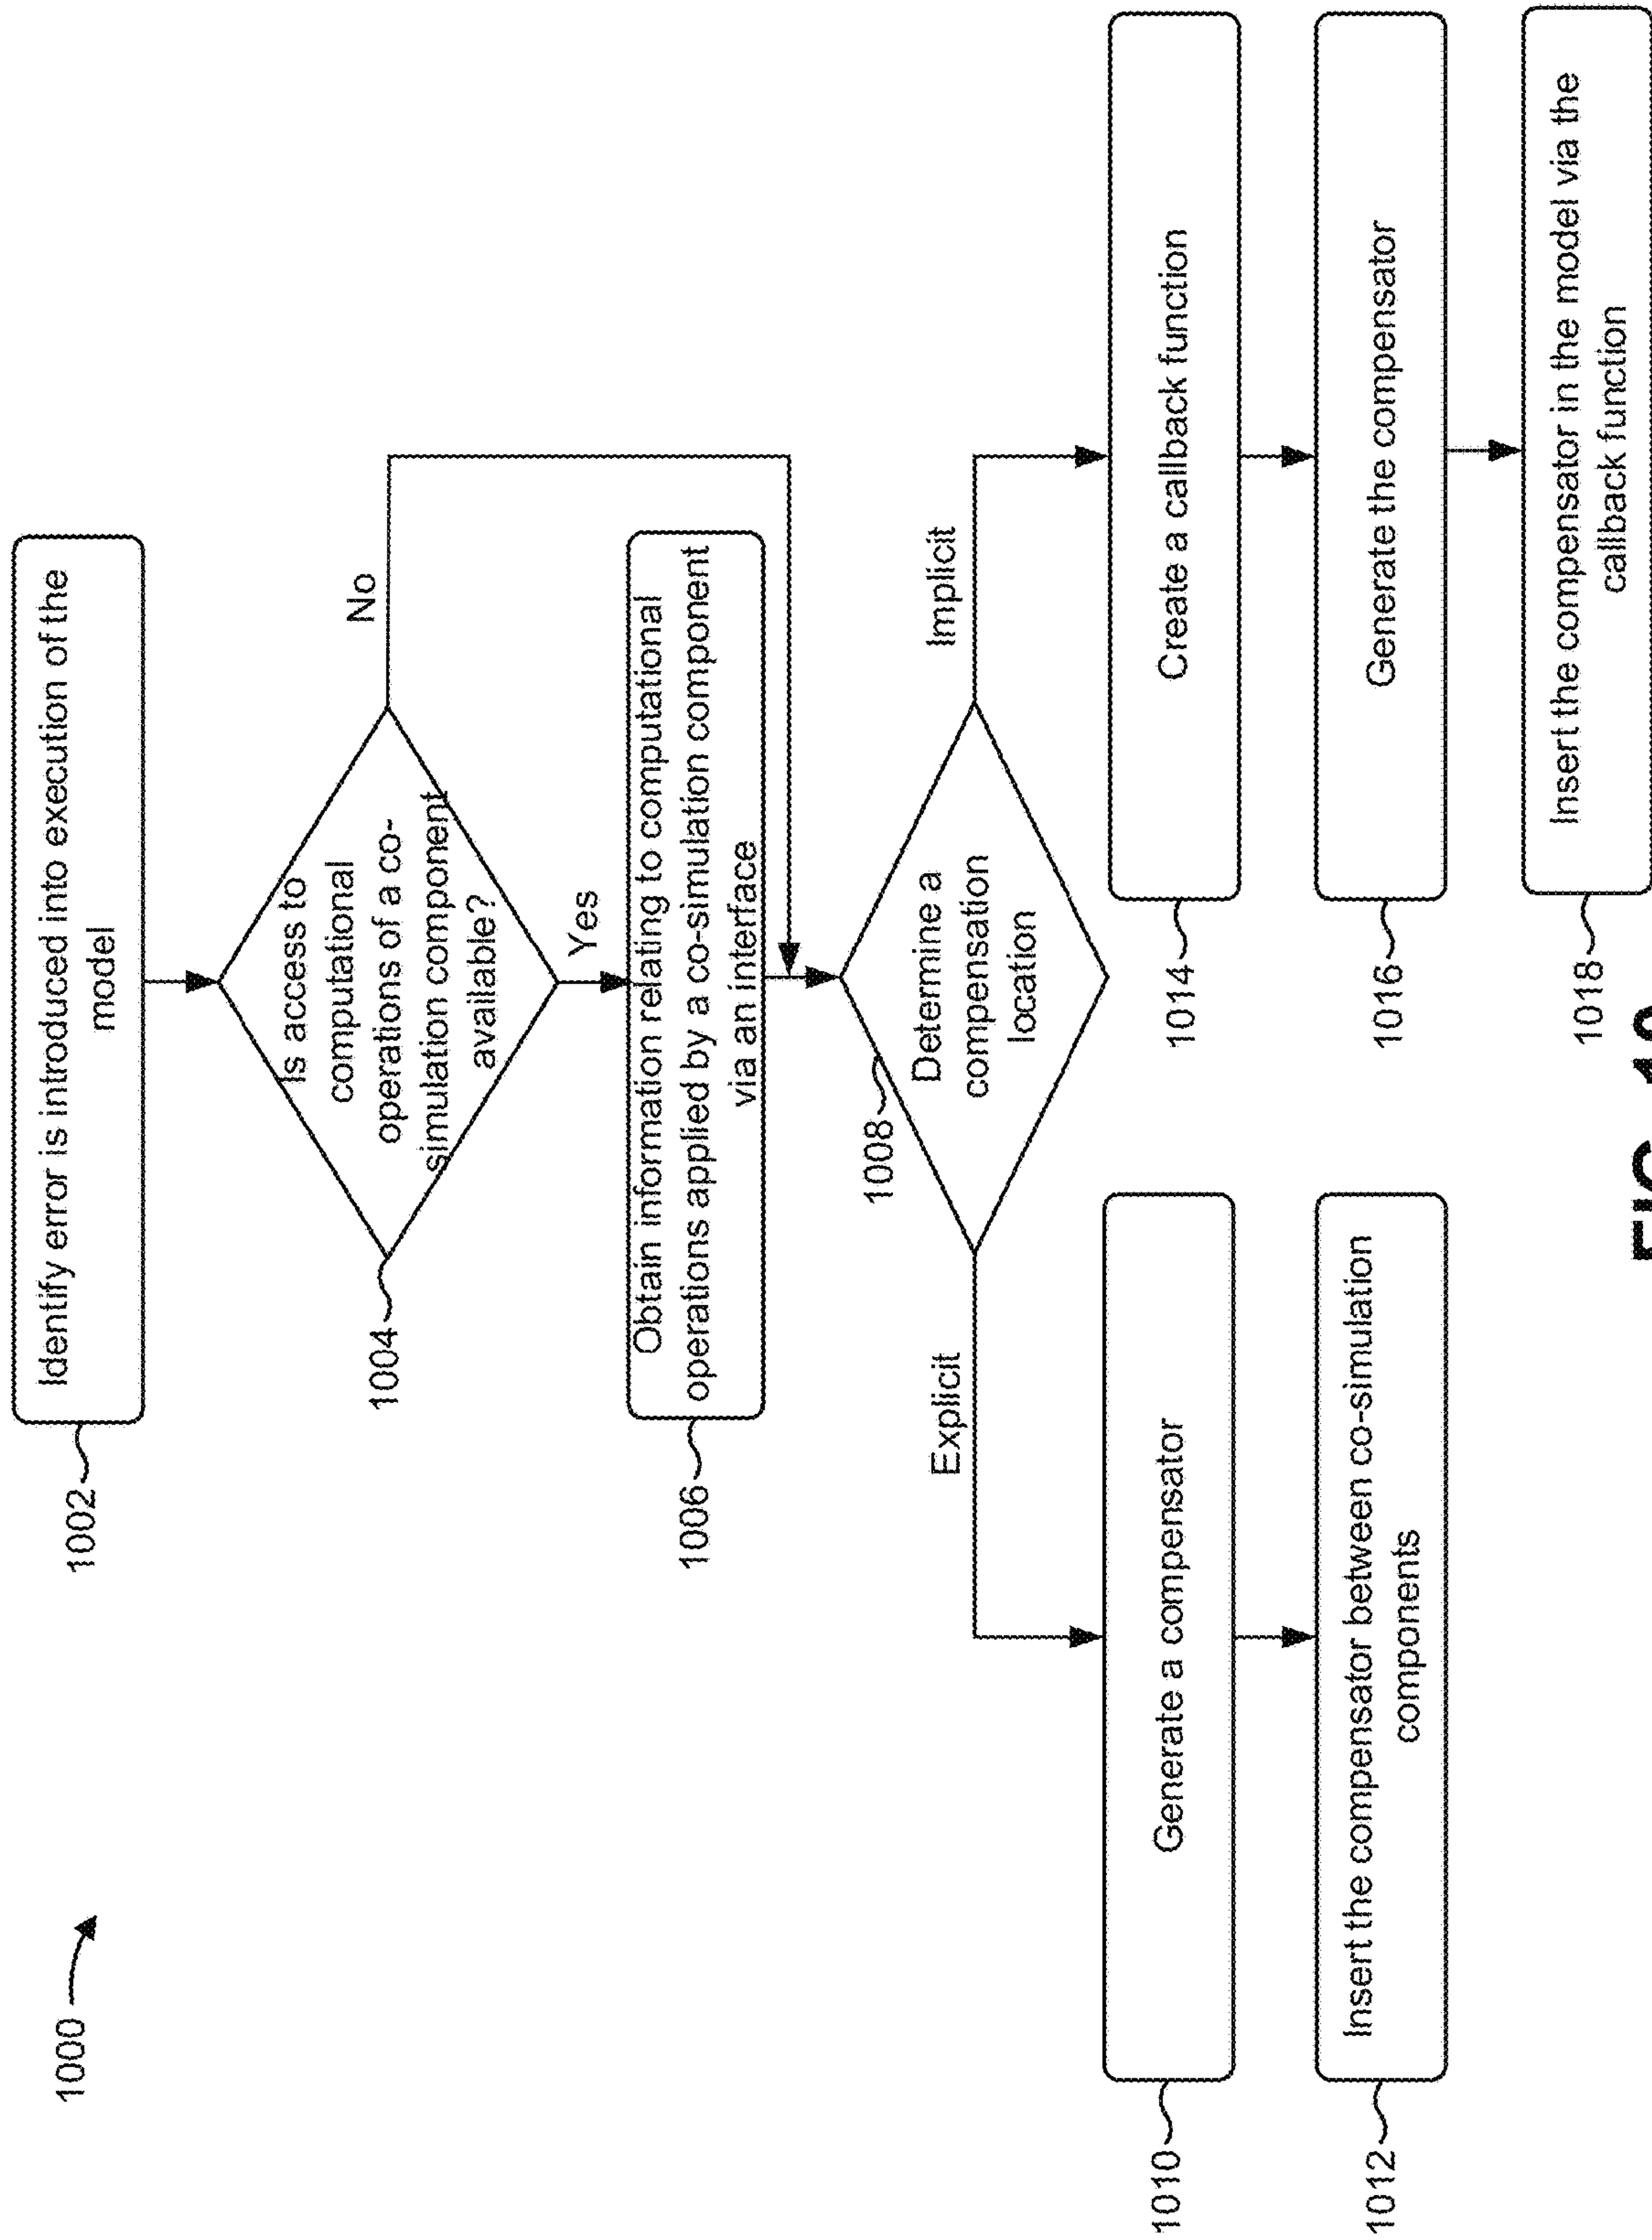 1000
1002
Identify error is introduced into execution of the
model
1004
Is access to
computational
operations of a co-
simulation component
available?
No
Yes
1006
Obtain information relating to computational
operations applied by a co-simulation component
via an interface
1008
Determine a
compensation
location
Explicit
Implicit
1010
Generate a compensator
1012
Insert the compensator between co-simulation
components
1014
Create a callback function
1016
Generate the compensator
1018
Insert the compensator in the model via the
callback function
FIG. 10